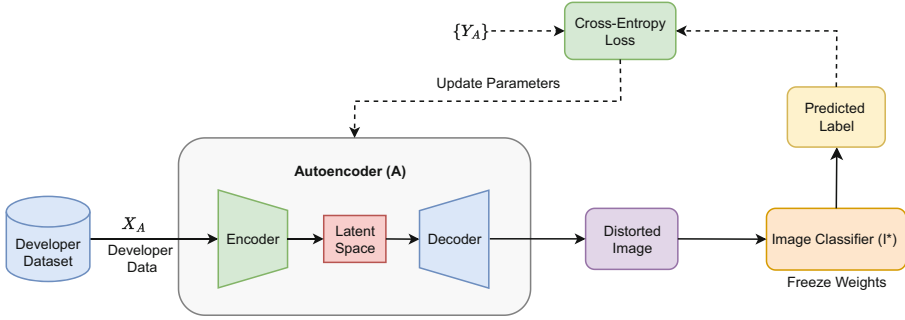 Cross-Entropy
Loss
{Y_A}
Update Parameters
Predicted
Label
Autoencoder (A)
Developer
Dataset
X_A
Developer
Data
Encoder
Latent
Space
Decoder
Distorted
Image
Image Classifier (I*)
Freeze Weights